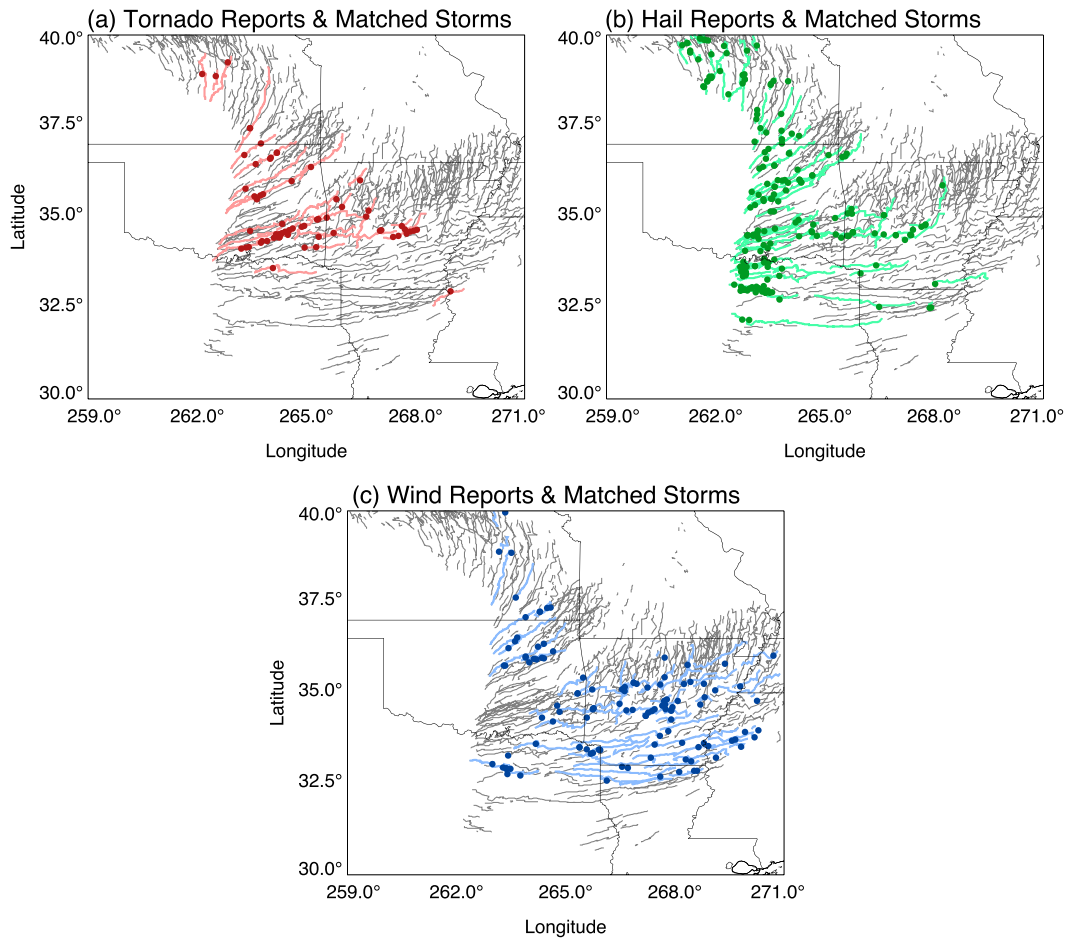 (a) Tornado Reports & Matched Storms
40.0°
37.5°
35.0°
32.5°
30.0°
Latitude
259.0° 262.0° 265.0° 268.0° 271.0°
Longitude
(b) Hail Reports & Matched Storms
40.0°
37.5°
35.0°
32.5°
30.0°
259.0° 262.0° 265.0° 268.0° 271.0°
Longitude
(c) Wind Reports & Matched Storms
40.0°
37.5°
35.0°
32.5°
30.0°
Latitude
259.0° 262.0° 265.0° 268.0° 271.0°
Longitude